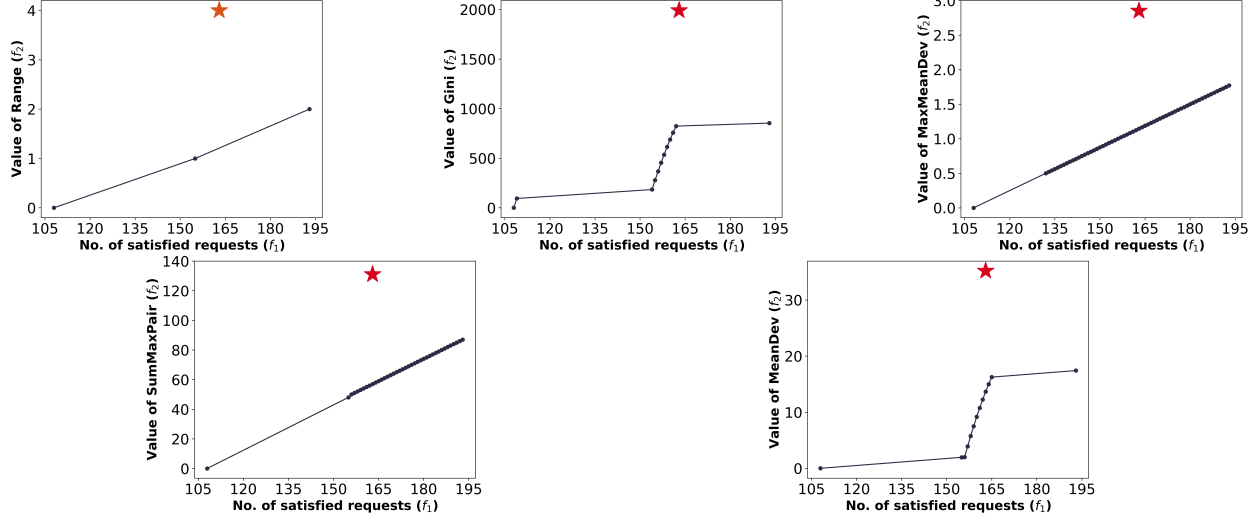 4
3
2
1
0
Value of Range (f₂)
105 120 135 150 165 180 195
No. of satisfied requests (f₁)
2000
1500
1000
500
0
Value of Gini (f₂)
105 120 135 150 165 180 195
No. of satisfied requests (f₁)
3.0
2.5
2.0
1.5
1.0
0.5
0.0
Value of MaxMeanDev (f₂)
105 120 135 150 165 180 195
No. of satisfied requests (f₁)
140
120
100
80
60
40
20
0
Value of SumMaxPair (f₂)
105 120 135 150 165 180 195
No. of satisfied requests (f₁)
30
20
10
0
Value of MeanDev (f₂)
105 120 135 150 165 180 195
No. of satisfied requests (f₁)